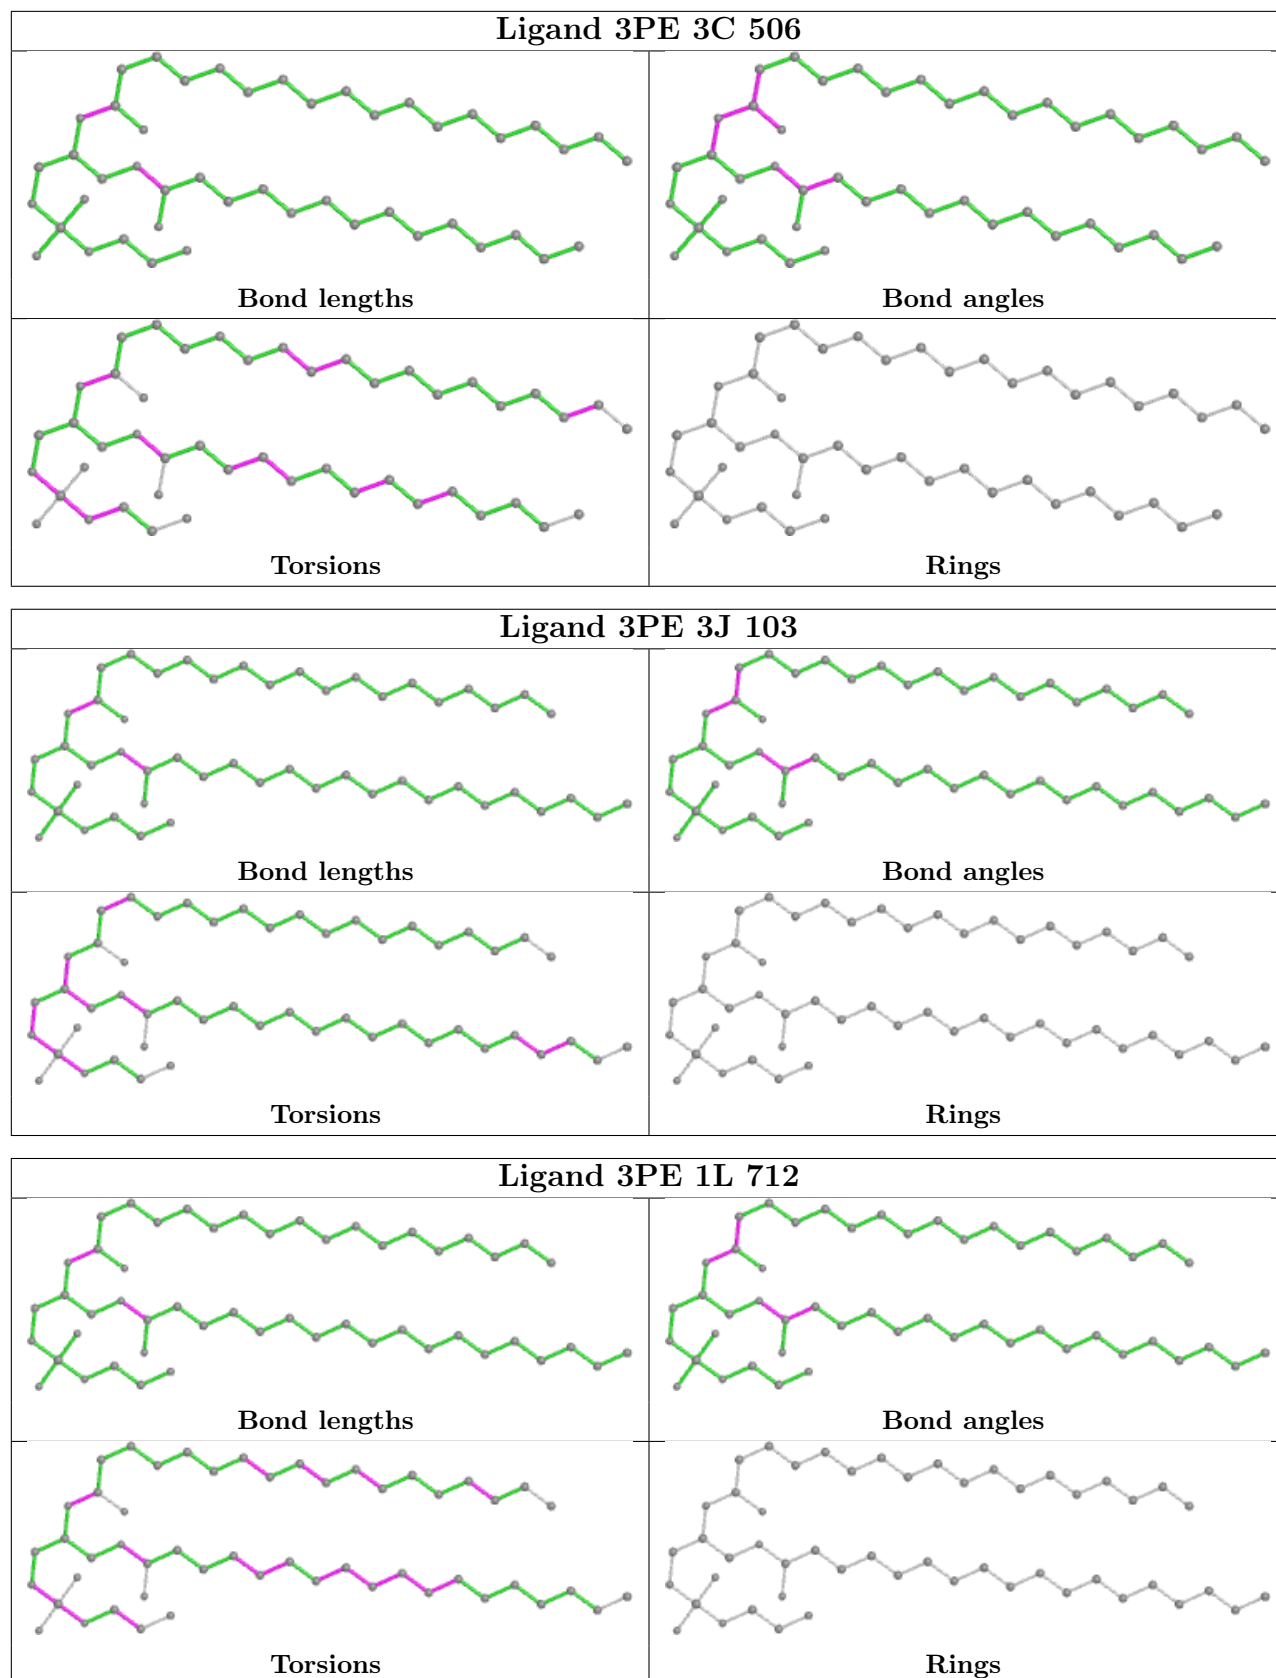 Ligand 3PE 3C 506
Bond lengths
Bond angles
Torsions
Rings
Ligand 3PE 3J 103
Bond lengths
Bond angles
Torsions
Rings
Ligand 3PE 1L 712
Bond lengths
Bond angles
Torsions
Rings